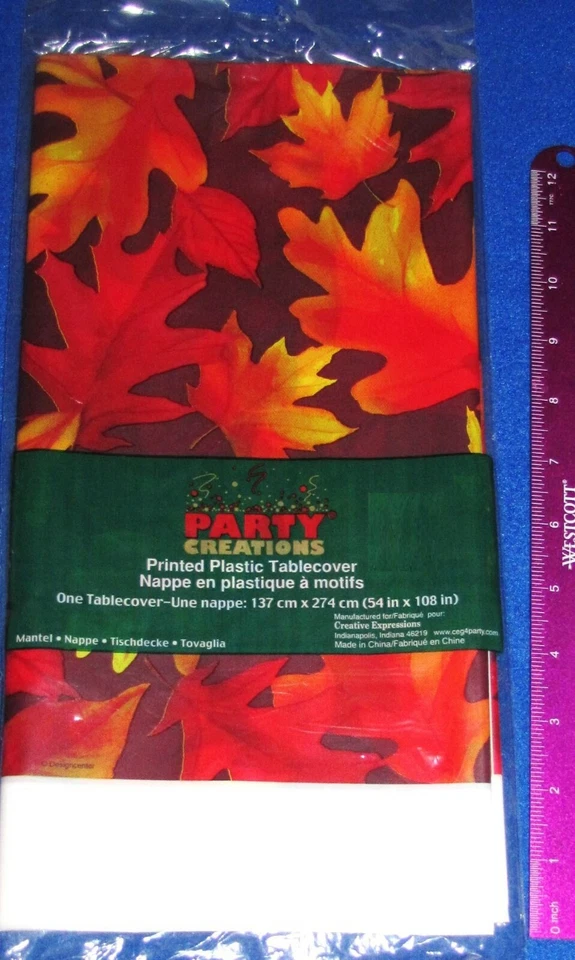 PARTY
CREATIONS
Printed Plastic Tablecover
Nappe en plastique à motifs
One Tablecover–Une nappe: 137 cm x 274 cm (54 in x 108 in)
Manufactured for/Fabriqué pour:
Creative Expressions
Indianapolis, Indiana 46219 www.ceg4party.com
Made in China/Fabriqué en Chine
Mantel • Nappe • Tischdecke • Tovaglia
© Designcenter
12
11
10
9
8
7
6
5
4
3
2
1
0 inch
WESTCOTT